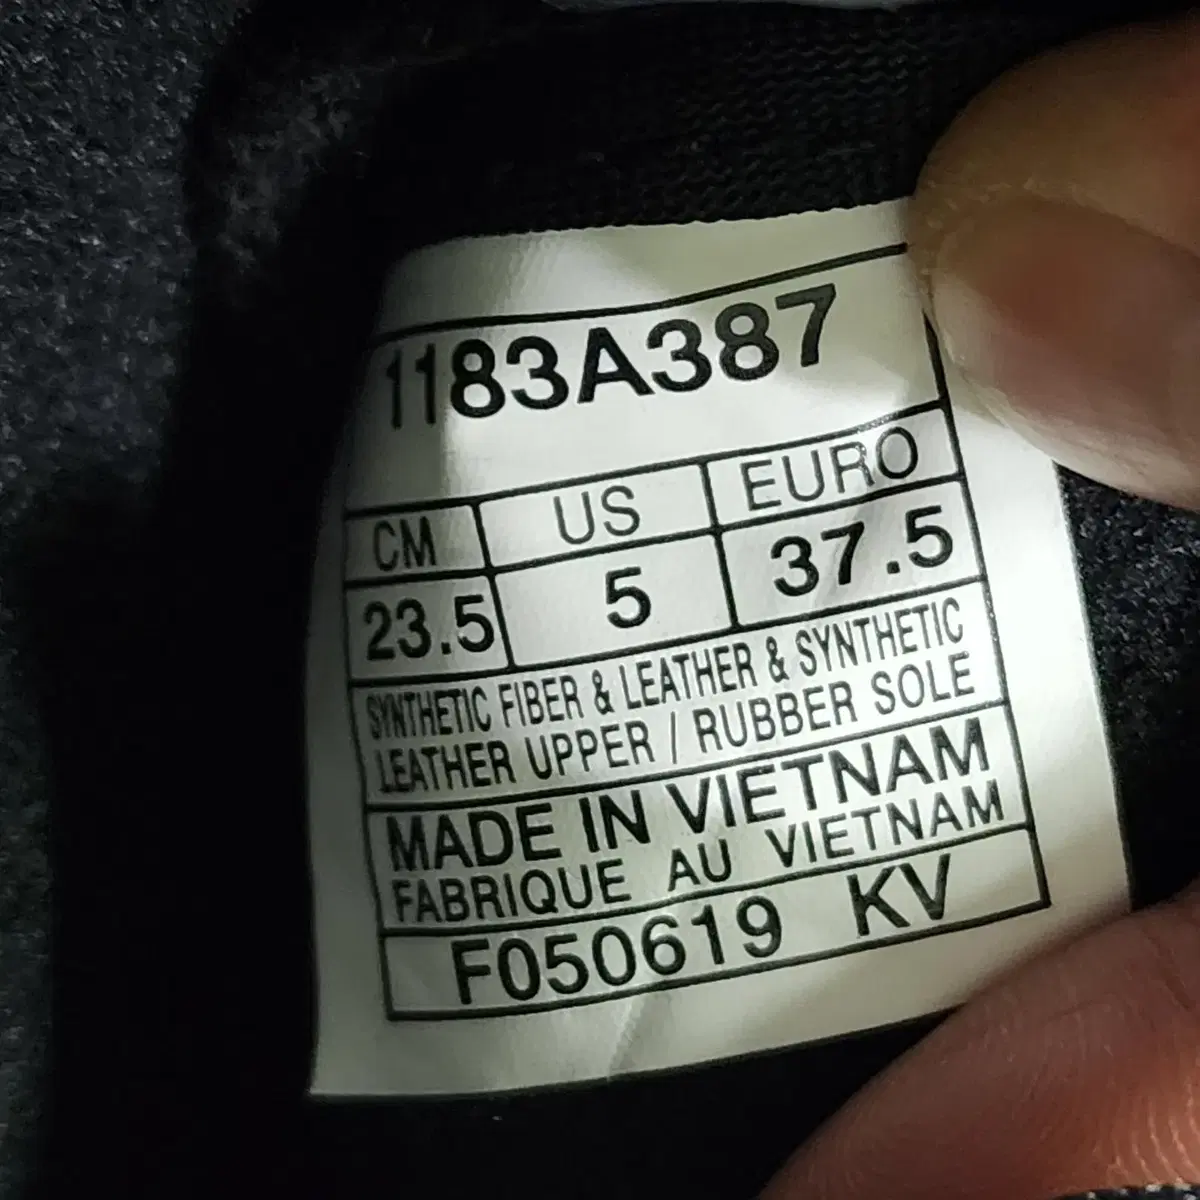 1183A387
CM US EURO
23.5 5 37.5
SYNTHETIC FIBER & LEATHER & SYNTHETIC
LEATHER UPPER / RUBBER SOLE
MADE IN VIETNAM
FABRIQUE AU VIETNAM
F050619 KV